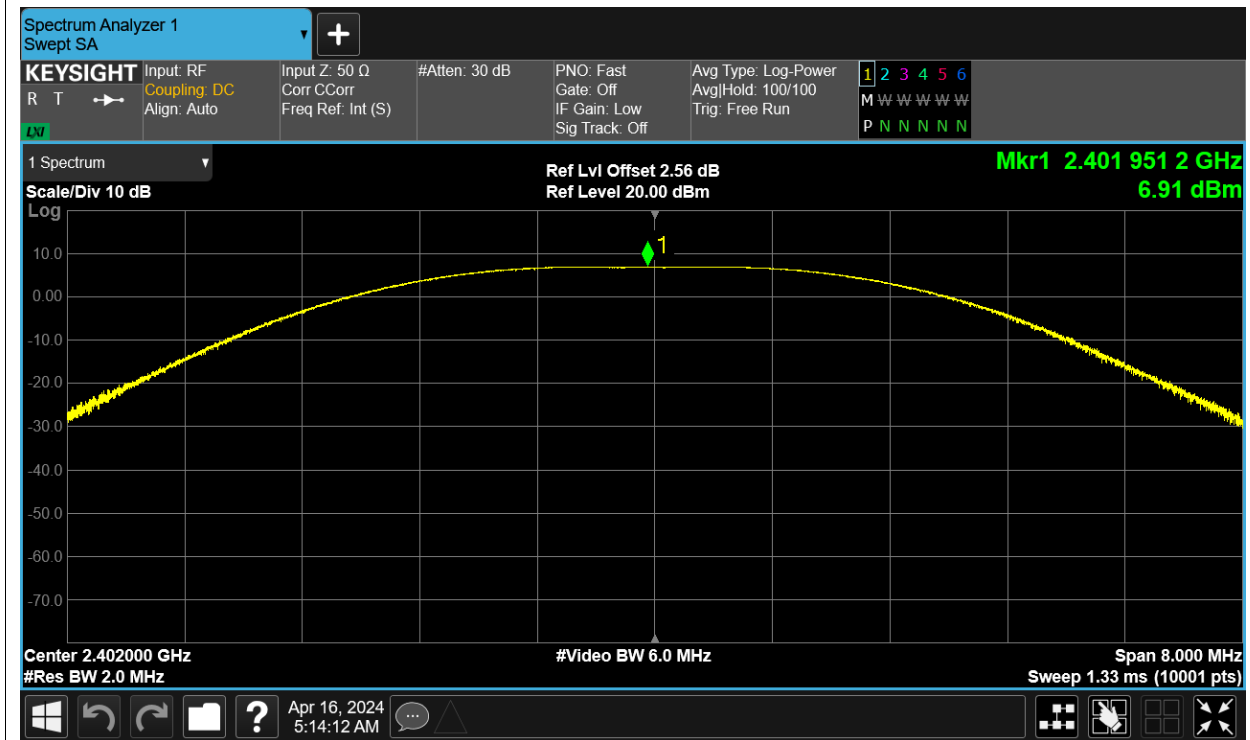 Spectrum Analyzer 1
Swept SA
KEYSIGHT
R T
LXI
Input: RF
Coupling: DC
Align: Auto
Input Z: 50 Ω
Corr CCorr
Freq Ref: Int (S)
#Atten: 30 dB
PNO: Fast
Gate: Off
IF Gain: Low
Sig Track: Off
Avg Type: Log-Power
Avg|Hold: 100/100
Trig: Free Run
1 2 3 4 5 6
M W W W W W
P N N N N N
1 Spectrum
Scale/Div 10 dB
Log
Ref Lvl Offset 2.56 dB
Ref Level 20.00 dBm
Mkr1 2.401 951 2 GHz
6.91 dBm
1
10.0
0.00
-10.0
-20.0
-30.0
-40.0
-50.0
-60.0
-70.0
Center 2.402000 GHz
#Res BW 2.0 MHz
#Video BW 6.0 MHz
Span 8.000 MHz
Sweep 1.33 ms (10001 pts)
?
Apr 16, 2024
5:14:12 AM